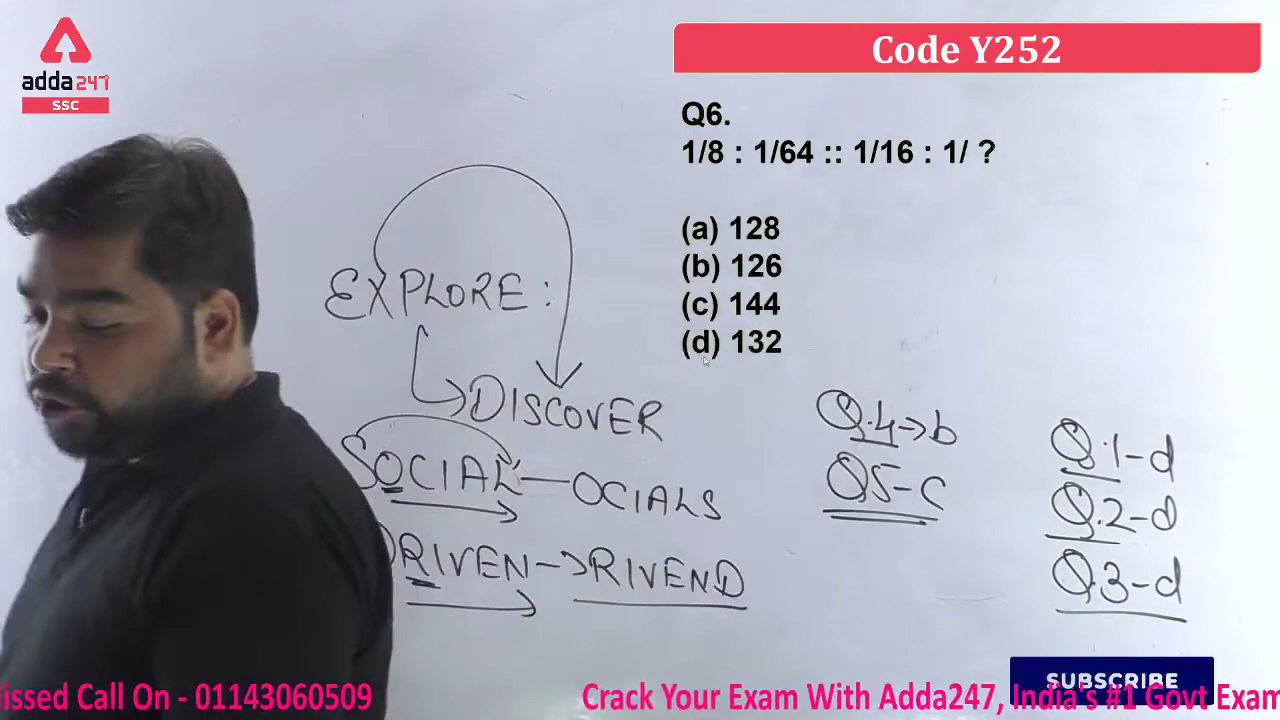 adda247
SSC
Code Y252
Q6.
1/8 : 1/64 :: 1/16 : 1/ ?
(a) 128
(b) 126
(c) 144
(d) 132
EXPLORE :
DISCOVER
SOCIAL — OCIALS
DRIVEN → RIVEND
Q.4→b
Q5-c
Q.1-d
Q.2-d
Q.3-d
SUBSCRIBE
Missed Call On - 01143060509
Crack Your Exam With Adda247, India's #1 Govt Exam